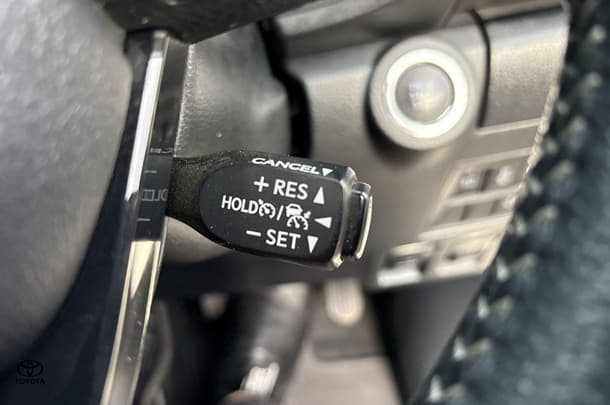 CANCEL▼
+ RES ▲
HOLD / ◀
− SET ▼
TOYOTA